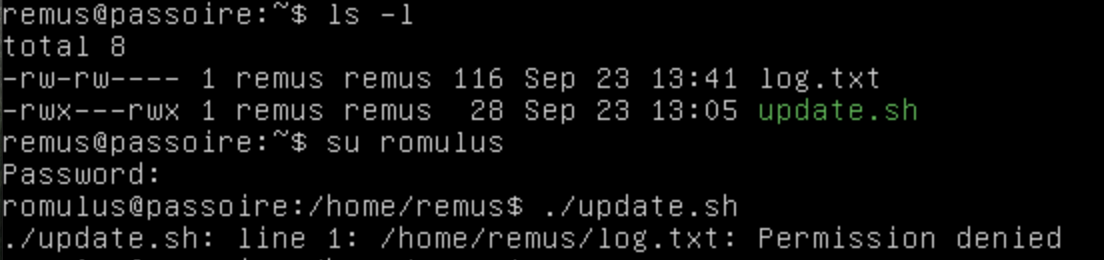 remus@passoire:~$ ls -l
total 8
-rw-rw---- 1 remus remus 116 Sep 23 13:41 log.txt
-rwx---rwx 1 remus remus  28 Sep 23 13:05 update.sh
remus@passoire:~$ su romulus
Password:
romulus@passoire:/home/remus$ ./update.sh
./update.sh: line 1: /home/remus/log.txt: Permission denied